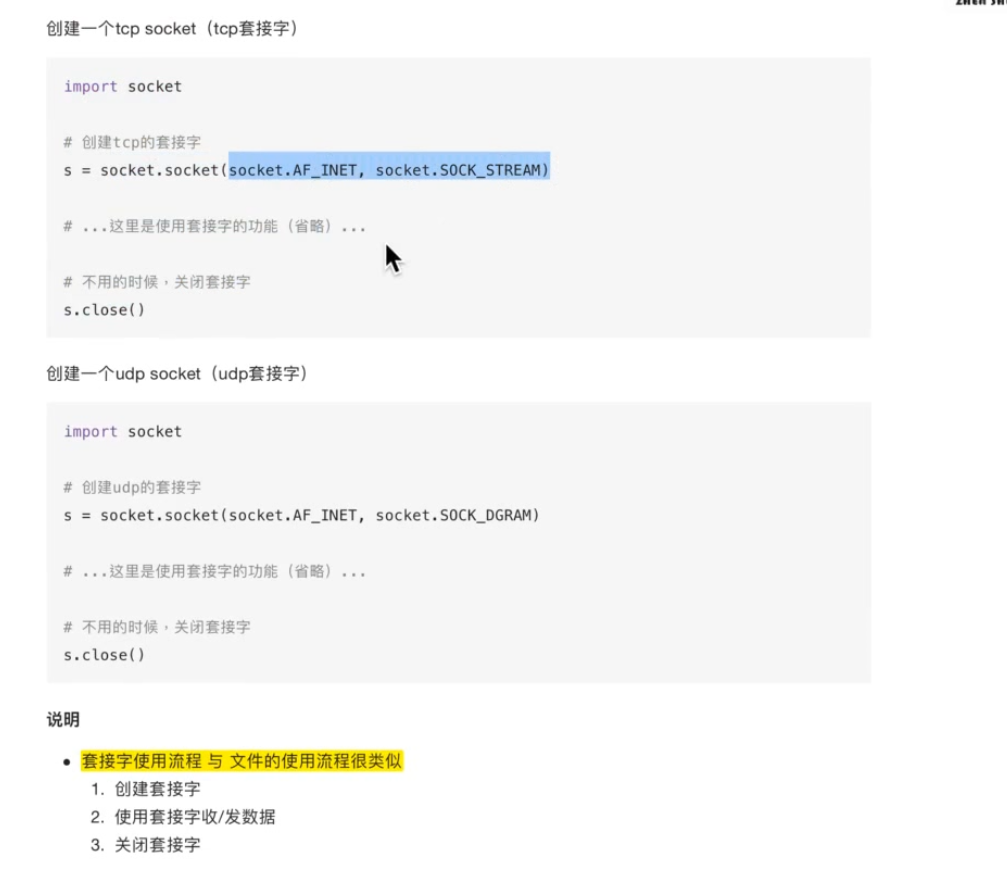 创建一个tcp socket（tcp套接字）
import socket
# 创建tcp的套接字
s = socket.socket(socket.AF_INET, socket.SOCK_STREAM)
# ...这里是使用套接字的功能（省略）...
# 不用的时候，关闭套接字
s.close()
创建一个udp socket（udp套接字）
import socket
# 创建udp的套接字
s = socket.socket(socket.AF_INET, socket.SOCK_DGRAM)
# ...这里是使用套接字的功能（省略）...
# 不用的时候，关闭套接字
s.close()
说明
• 套接字使用流程 与 文件的使用流程很类似
1. 创建套接字
2. 使用套接字收/发数据
3. 关闭套接字